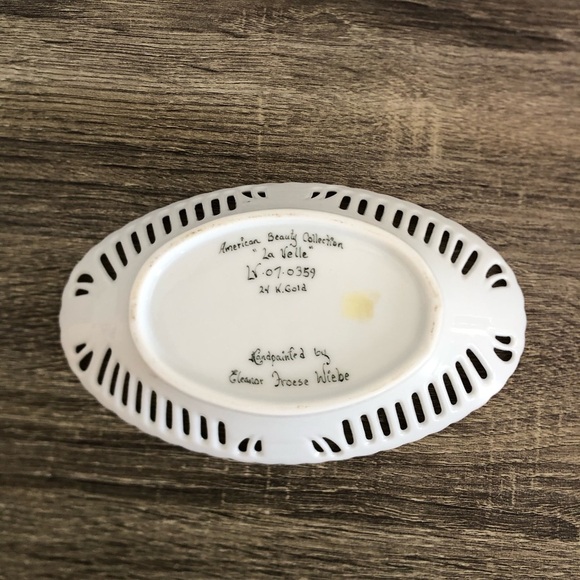 American Beauty Collection
"La Velle"
LV-07-0359
24 K.Gold
Handpainted by
Eleanor Froese Wiebe